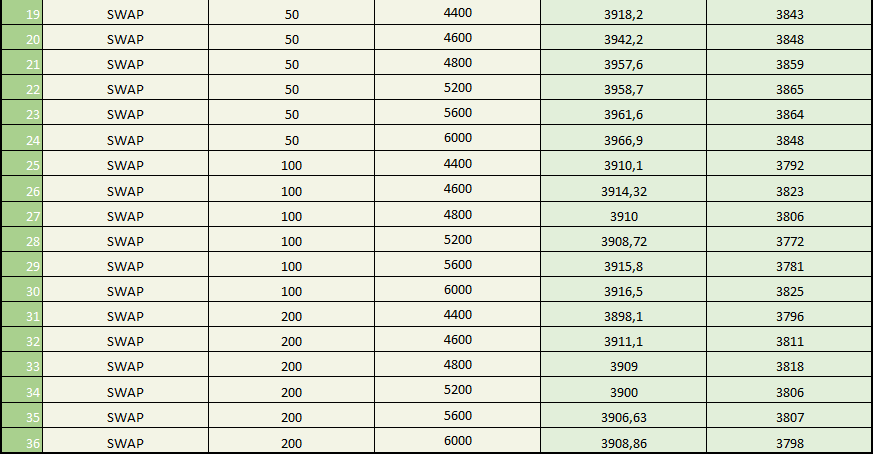 19 SWAP 50 4400 3918,2 3843
20 SWAP 50 4600 3942,2 3848
21 SWAP 50 4800 3957,6 3859
22 SWAP 50 5200 3958,7 3865
23 SWAP 50 5600 3961,6 3864
24 SWAP 50 6000 3966,9 3848
25 SWAP 100 4400 3910,1 3792
26 SWAP 100 4600 3914,32 3823
27 SWAP 100 4800 3910 3806
28 SWAP 100 5200 3908,72 3772
29 SWAP 100 5600 3915,8 3781
30 SWAP 100 6000 3916,5 3825
31 SWAP 200 4400 3898,1 3796
32 SWAP 200 4600 3911,1 3811
33 SWAP 200 4800 3909 3818
34 SWAP 200 5200 3900 3806
35 SWAP 200 5600 3906,63 3807
36 SWAP 200 6000 3908,86 3798